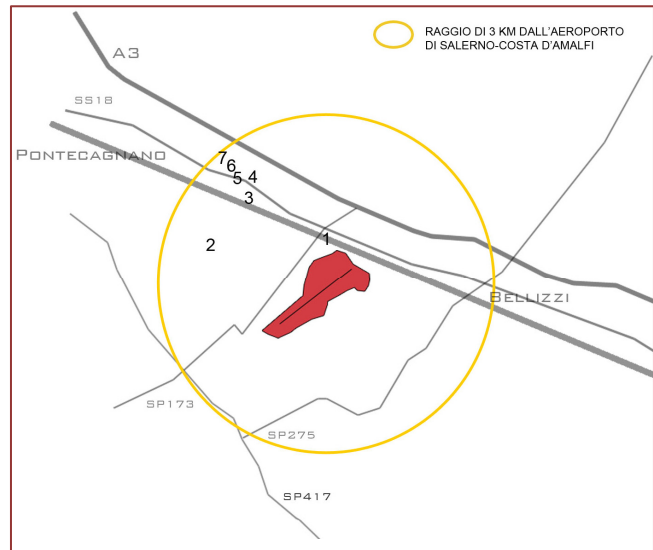 RAGGIO DI 3 KM DALL'AEROPORTO
DI SALERNO-COSTA D'AMALFI
A3
SS18
PONTECAGNANO
7
6
5 4
3
2
1
BELLIZZI
SP173
SP275
SP417